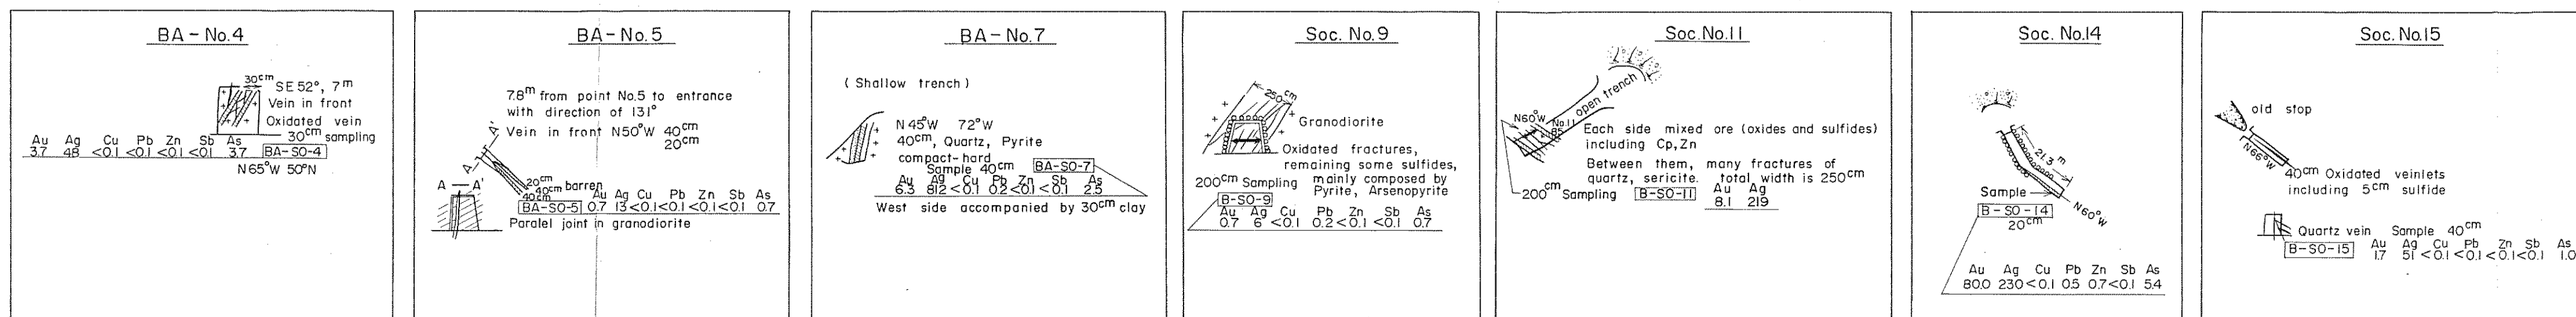 BA-No.4
30cm
SE 52°, 7m
Vein in front
Oxidated vein
30cm sampling
Au Ag Cu Pb Zn Sb As
3.7 48 <0.1 <0.1 <0.1 <0.1 3.7 BA-SO-4
N65°W 50°N
BA-No.5
7.8m from point No.5 to entrance
with direction of 131°
Vein in front N50°W 40cm
20cm
A'
A
20cm
40cm barren
40cm
A — A'
Au Ag Cu Pb Zn Sb As
BA-SO-5 0.7 13 <0.1 <0.1 <0.1 <0.1 0.7
Paralel joint in granodiorite
BA-No.7
(Shallow trench)
N45°W 72°W
40cm, Quartz, Pyrite
compact-hard
Sample 40cm BA-SO-7
Au Ag Cu Pb Zn Sb As
6.3 812 <0.1 0.2 <0.1 <0.1 2.5
West side accompanied by 30cm clay
Soc. No.9
250cm
Granodiorite
Oxidated fractures,
remaining some sulfides,
mainly composed by
Pyrite, Arsenopyrite
200cm Sampling
B-SO-9
Au Ag Cu Pb Zn Sb As
0.7 6 <0.1 0.2 <0.1 <0.1 0.7
Soc. No.11
open trench
N60°W
No.11
85
Each side mixed ore (oxides and sulfides)
including Cp,Zn
Between them, many fractures of
quartz, sericite. total width is 250cm
200cm Sampling B-SO-11 Au Ag
8.1 219
Soc. No.14
21.3m
Sample
B-SO-14
20cm
N60°W
Au Ag Cu Pb Zn Sb As
80.0 230 <0.1 0.5 0.7 <0.1 5.4
Soc. No.15
old stop
N66°W
40cm Oxidated veinlets
including 5cm sulfide
Quartz vein Sample 40cm
B-SO-15 Au Ag Cu Pb Zn Sb As
1.7 51 <0.1 <0.1 <0.1 <0.1 1.0